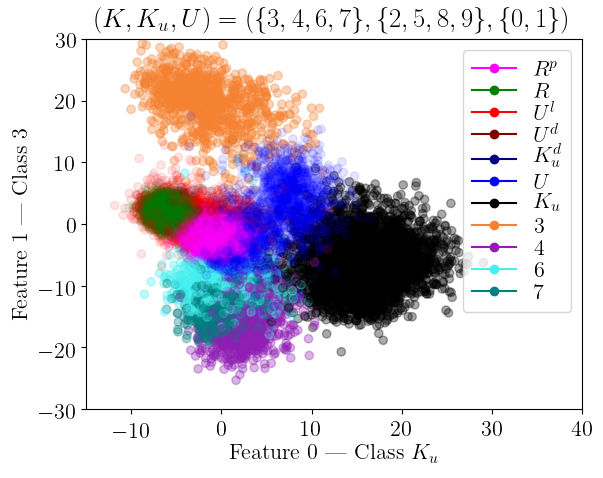 (K, K_u, U) = ({3, 4, 6, 7}, {2, 5, 8, 9}, {0, 1})
30
20
10
0
−10
−20
−30
Feature 1 — Class 3
−10 0 10 20 30 40
Feature 0 — Class K_u
R^p
R
U^l
U^d
K_u^d
U
K_u
3
4
6
7